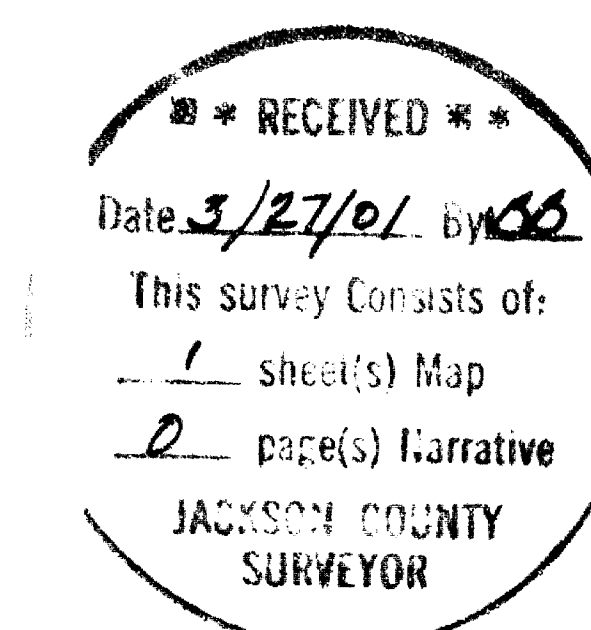 * * RECEIVED * *
Date 3/27/01 By BB
This survey Consists of:
1 sheet(s) Map
0 page(s) Narrative
JACKSON COUNTY
SURVEYOR